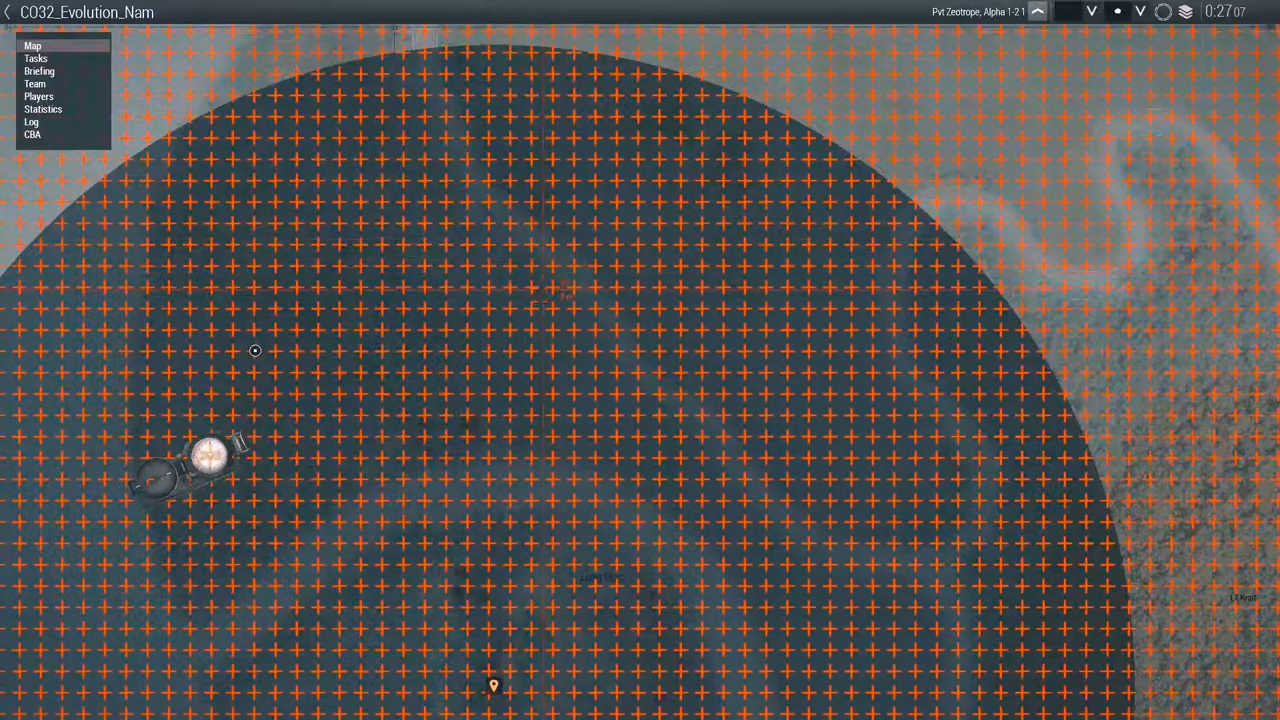 CO32_Evolution_Nam
Pvt Zeotrope, Alpha 1-2 1
0:27 07
Map
Tasks
Briefing
Team
Players
Statistics
Log
CBA